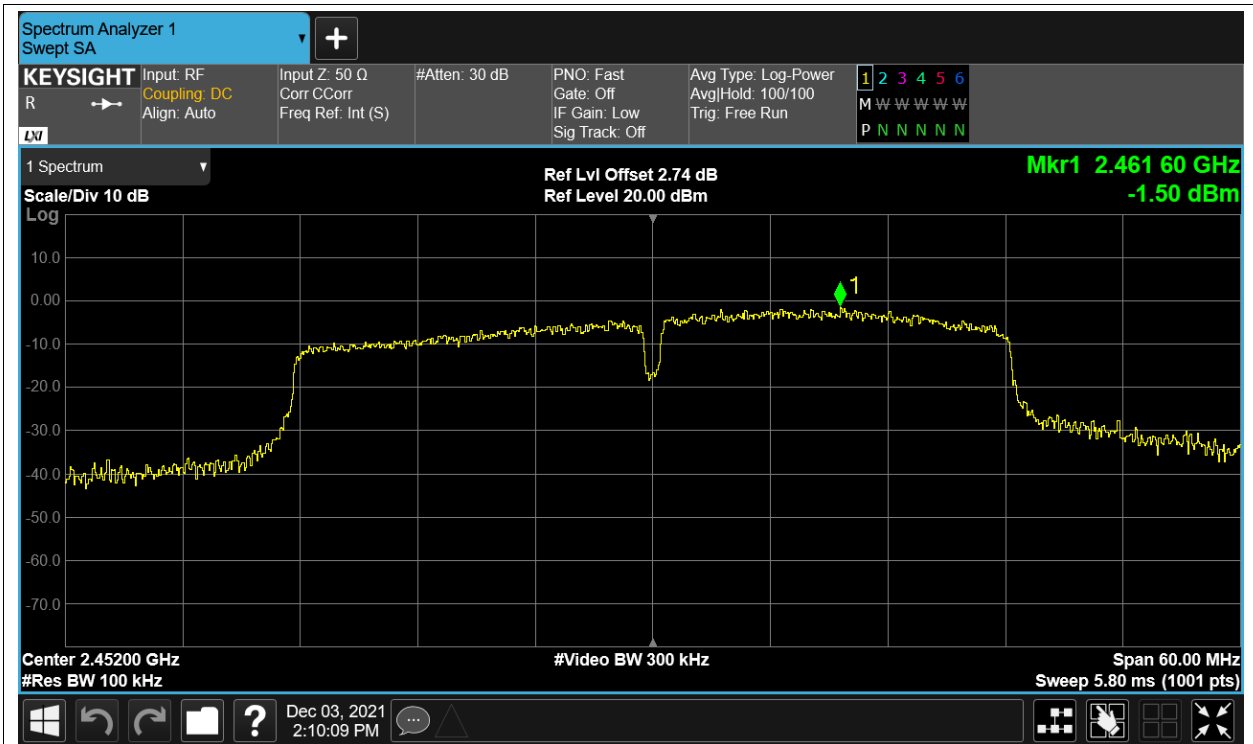 Spectrum Analyzer 1
Swept SA
+
KEYSIGHT
R
LXI
Input: RF
Coupling: DC
Align: Auto
Input Z: 50 Ω
Corr CCorr
Freq Ref: Int (S)
#Atten: 30 dB
PNO: Fast
Gate: Off
IF Gain: Low
Sig Track: Off
Avg Type: Log-Power
Avg|Hold: 100/100
Trig: Free Run
1 2 3 4 5 6
M W W W W W
P N N N N N
1 Spectrum
Scale/Div 10 dB
Log
Ref Lvl Offset 2.74 dB
Ref Level 20.00 dBm
Mkr1 2.461 60 GHz
-1.50 dBm
1
10.0
0.00
-10.0
-20.0
-30.0
-40.0
-50.0
-60.0
-70.0
Center 2.45200 GHz
#Video BW 300 kHz
Span 60.00 MHz
#Res BW 100 kHz
Sweep 5.80 ms (1001 pts)
?
Dec 03, 2021
2:10:09 PM